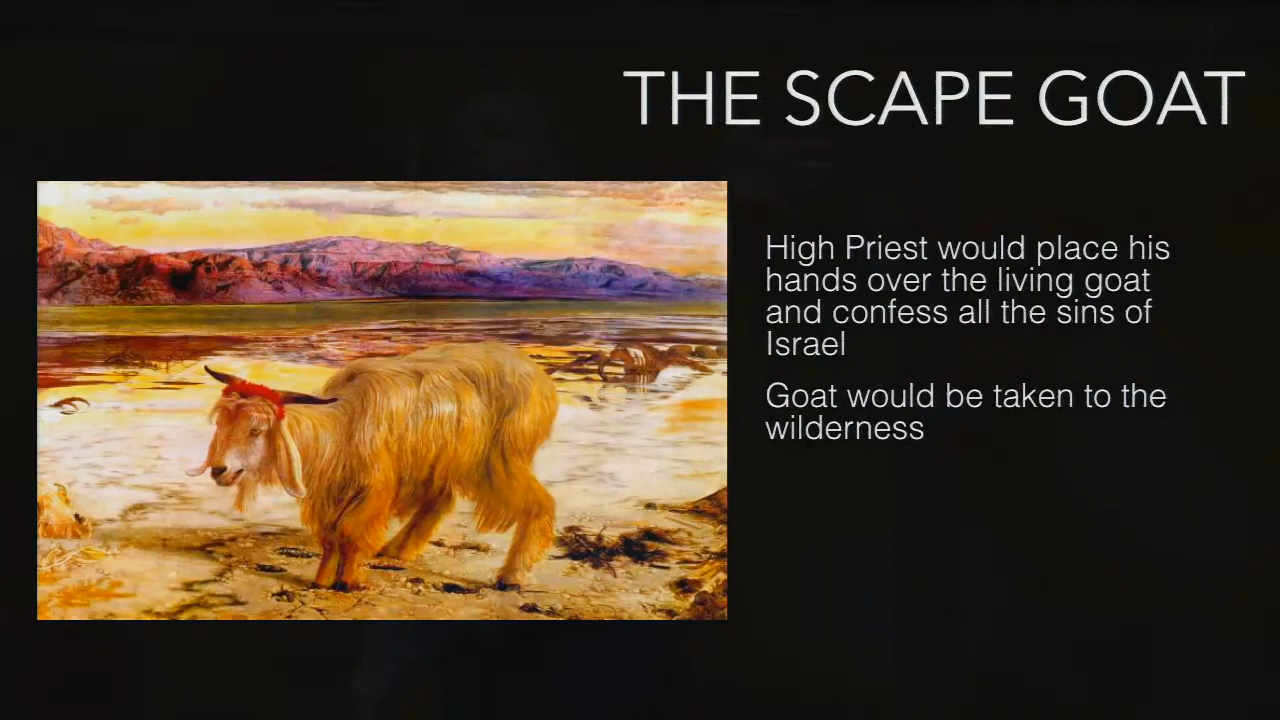 THE SCAPE GOAT
High Priest would place his
hands over the living goat
and confess all the sins of
Israel
Goat would be taken to the
wilderness